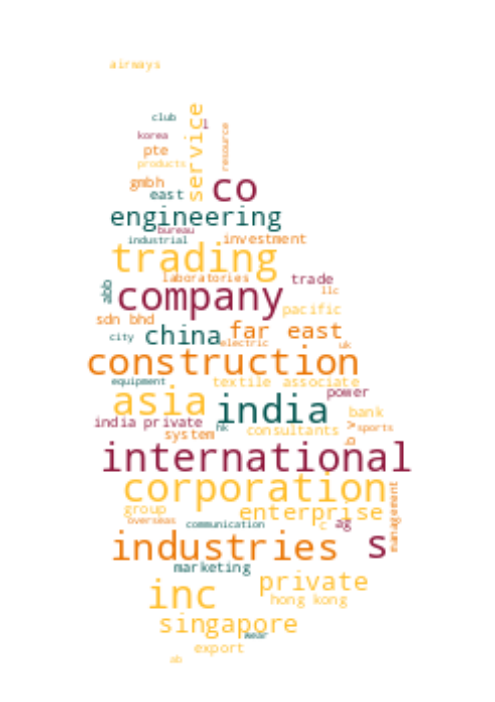 airways
club
l
korea
service
resource
pte
products
gmbh
east
co
engineering
bureau
industrial
investment
trading
laboratories
trade
abb
company
llc
pacific
sdn bhd
city
china
far east
electric
uk
construction
equipment
textile
associate
power
asia
india
bank
india private
hk
system
consultants
sports
b v
international
corporation
management
group
enterprise
overseas
communication
c
ag
industries
s
marketing
inc
private
hong kong
singapore
wear
export
ab